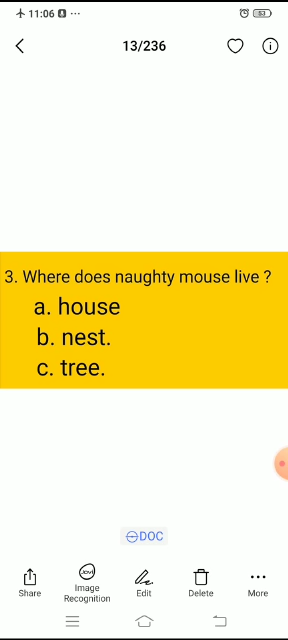 11:06 ...
13/236
3. Where does naughty mouse live ?
a. house
b. nest.
c. tree.
DOC
Share
Image
Recognition
Edit
Delete
More